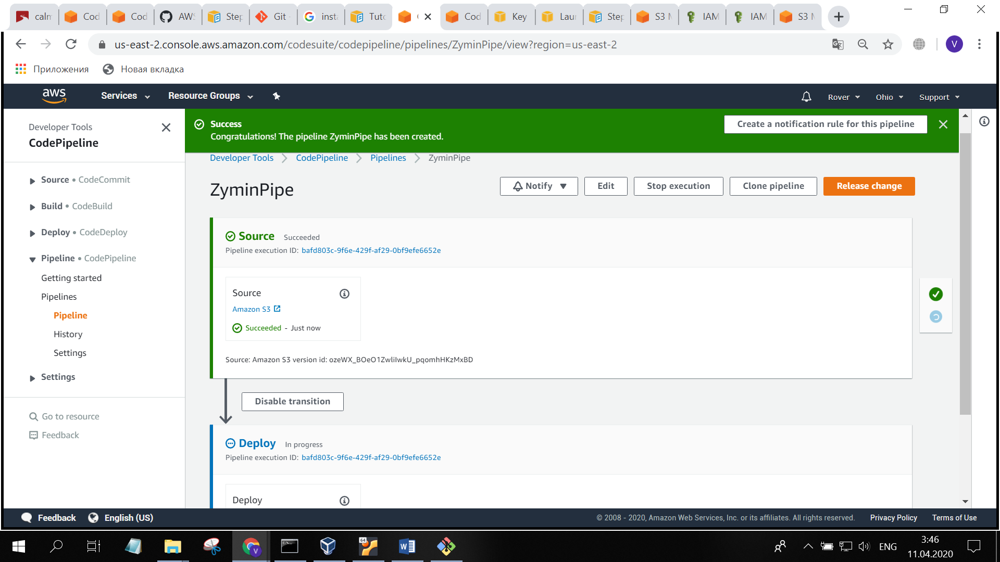 calm
Cod
Cod
AWS
Step
Git -
insta
Tuto
Cod
Key
Laun
Step
S3 M
IAM
IAM
S3 M
us-east-2.console.aws.amazon.com/codesuite/codepipeline/pipelines/ZyminPipe/view?region=us-east-2
V
Приложения
Новая вкладка
aws
Services
Resource Groups
Rover
Ohio
Support
Developer Tools
CodePipeline
Source • CodeCommit
Build • CodeBuild
Deploy • CodeDeploy
Pipeline • CodePipeline
Getting started
Pipelines
Pipeline
History
Settings
Settings
Go to resource
Feedback
Success
Congratulations! The pipeline ZyminPipe has been created.
Create a notification rule for this pipeline
Developer Tools
CodePipeline
Pipelines
ZyminPipe
ZyminPipe
Notify
Edit
Stop execution
Clone pipeline
Release change
Source Succeeded
Pipeline execution ID: bafd803c-9f6e-429f-af29-0bf9efe6652e
Source
Amazon S3
Succeeded - Just now
Source: Amazon S3 version id: ozeWX_BOeO1ZwliIwkU_pqomhHKzMxBD
Disable transition
Deploy In progress
Pipeline execution ID: bafd803c-9f6e-429f-af29-0bf9efe6652e
Deploy
Feedback
English (US)
© 2008 - 2020, Amazon Web Services, Inc. or its affiliates. All rights reserved.
Privacy Policy
Terms of Use
64
ENG
3:46
11.04.2020